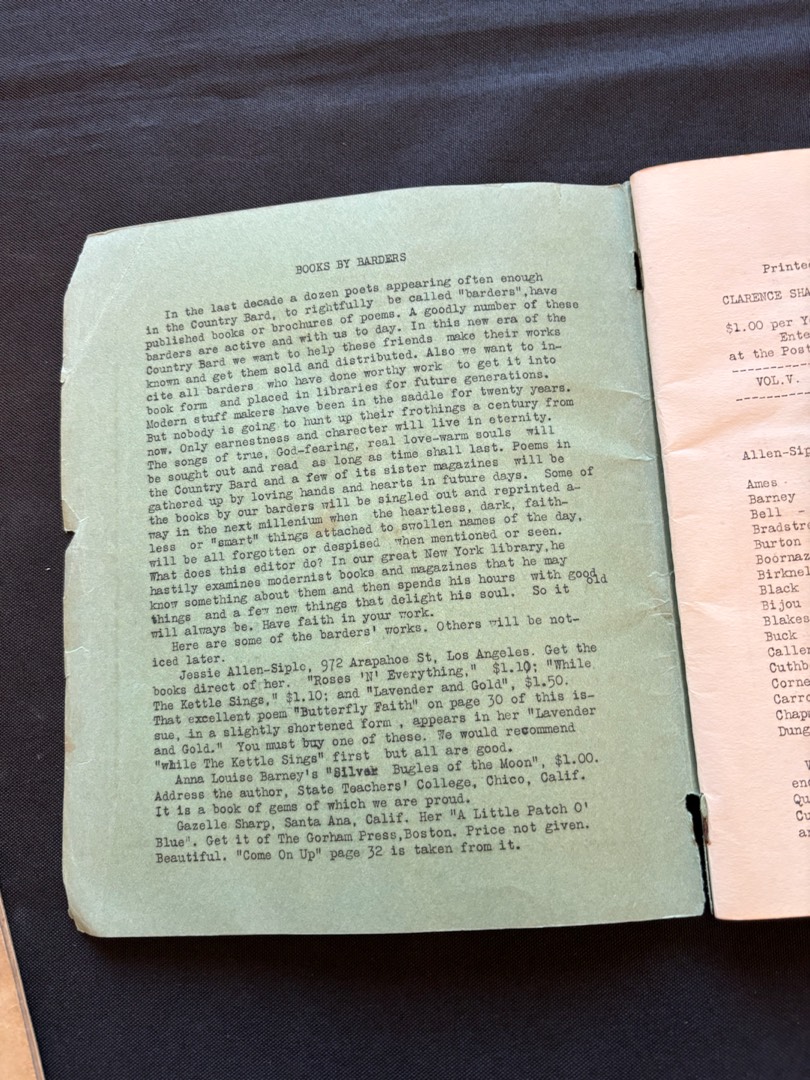 BOOKS BY BARDERS
In the last decade a dozen poets appearing often enough
in the Country Bard, to rightfully be called "barders",have
published books or brochures of poems. A goodly number of these
barders are active and with us to day. In this new era of the
Country Bard we want to help these friends make their works
known and get them sold and distributed. Also we want to in-
cite all barders who have done worthy work to get it into
book form and placed in libraries for future generations.
Modern stuff makers have been in the saddle for twenty years.
But nobody is going to hunt up their frothings a century from
now. Only earnestness and charecter will live in eternity.
The songs of true, God-fearing, real love-warm souls will
be sought out and read as long as time shall last. Poems in
the Country Bard and a few of its sister magazines will be
gathered up by loving hands and hearts in future days. Some of
the books by our barders will be singled out and reprinted a-
way in the next millenium when the heartless, dark, faith-
less or "smart" things attached to swollen names of the day,
will be all forgotten or despised when mentioned or seen.
What does this editor do? In our great New York library,he
hastily examines modernist books and magazines that he may
know something about them and then spends his hours with good old
things and a few new things that delight his soul. So it
will always be. Have faith in your work.
Here are some of the barders' works. Others will be not-
iced later.
Jessie Allen-Siple, 972 Arapahoe St, Los Angeles. Get the
books direct of her. "Roses 'N' Everything," $1.10; "While
The Kettle Sings," $1.10; and "Lavender and Gold", $1.50.
That excellent poem "Butterfly Faith" on page 30 of this is-
sue, in a slightly shortened form , appears in her "Lavender
and Gold." You must buy one of these. We would recommend
"while The Kettle Sings" first but all are good.
Anna Louise Barney's "Silver Bugles of the Moon", $1.00.
Address the author, State Teachers' College, Chico, Calif.
It is a book of gems of which we are proud.
Gazelle Sharp, Santa Ana, Calif. Her "A Little Patch O'
Blue". Get it of The Gorham Press,Boston. Price not given.
Beautiful. "Come On Up" page 32 is taken from it.
Printe
CLARENCE SHA
$1.00 per Y
Ente
at the Post
VOL.V.
Allen-Sip
Ames -
Barney
Bell -
Bradstre
Burton
Boornaz
Birknel
Black
Bijou
Blakes
Buck
Caller
Cuthb
Corne
Carro
Chap
Dung
W
enc
Qu
Cu
a